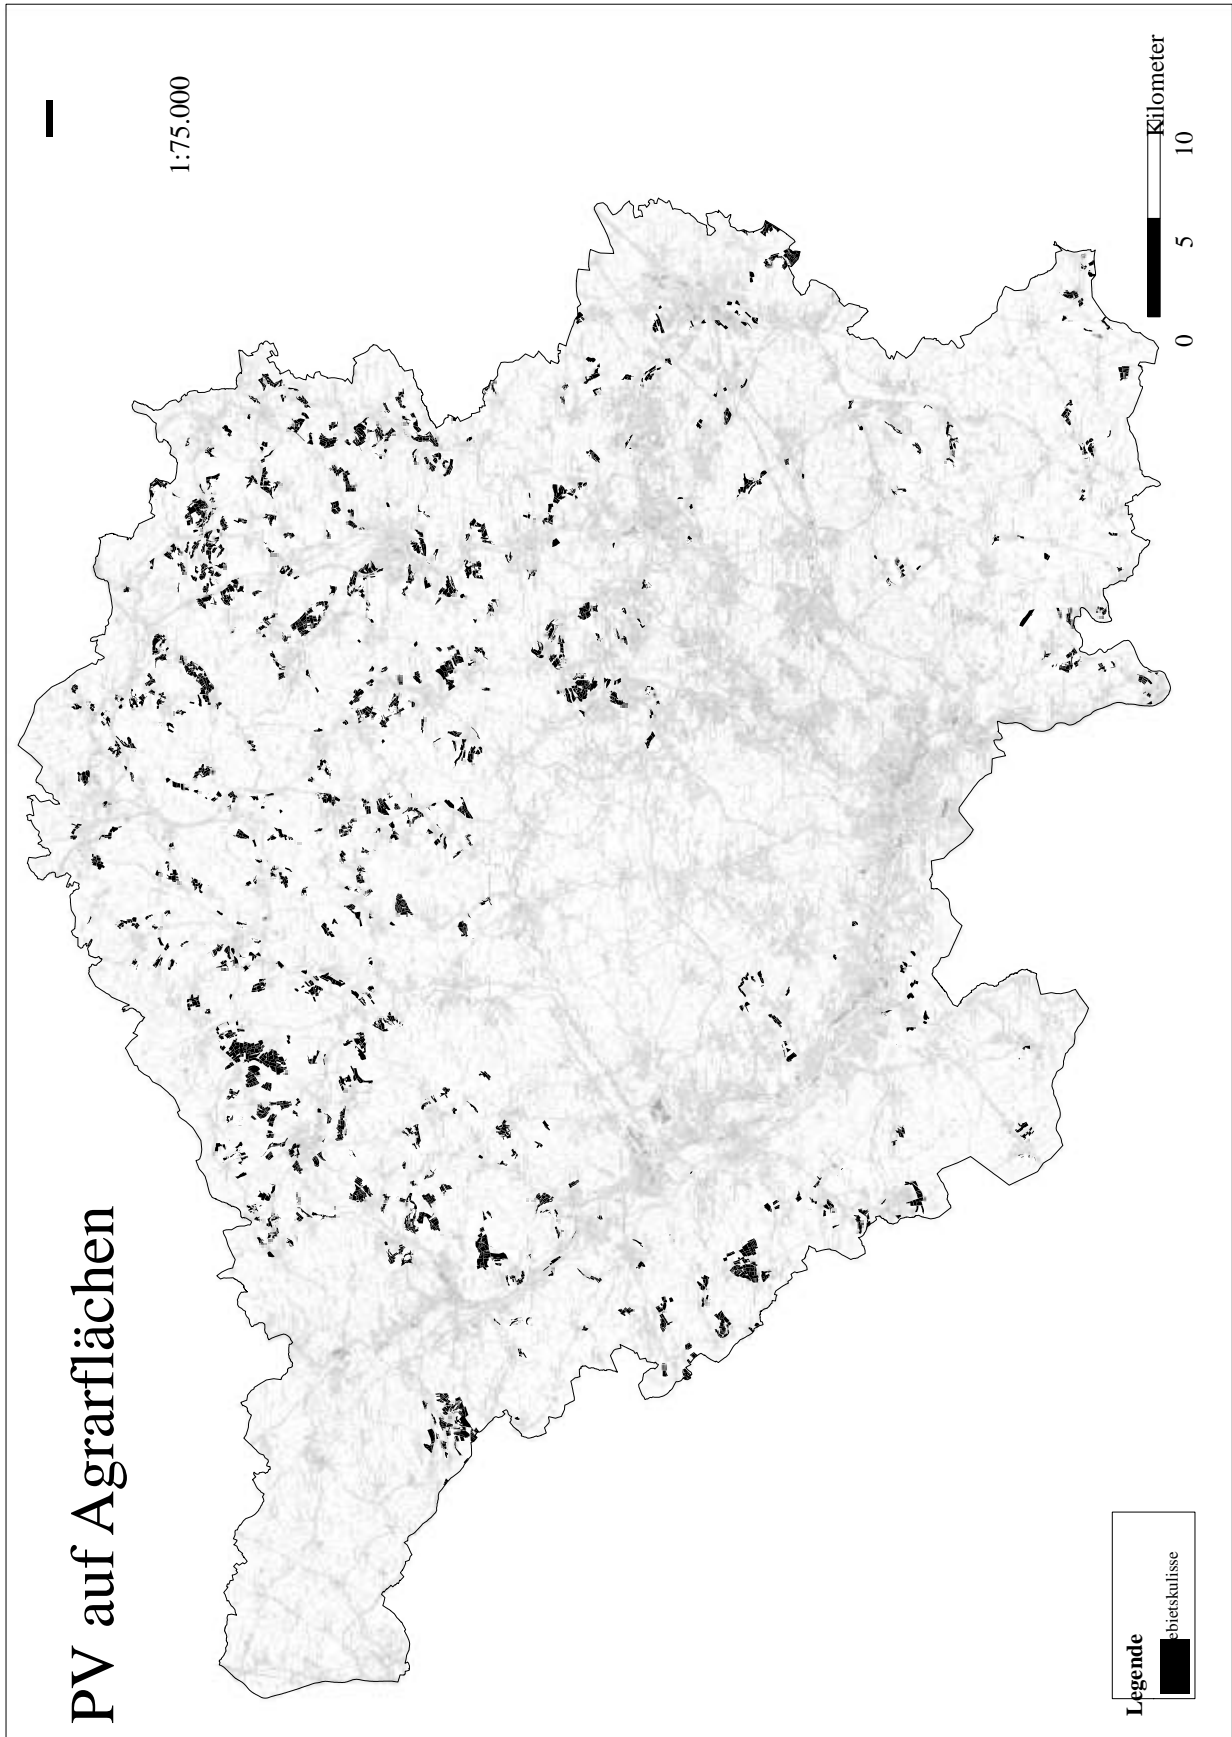 PV auf Agrarflächen
1:75.000
Legende
ebietskulisse
Kilometer
0 5 10